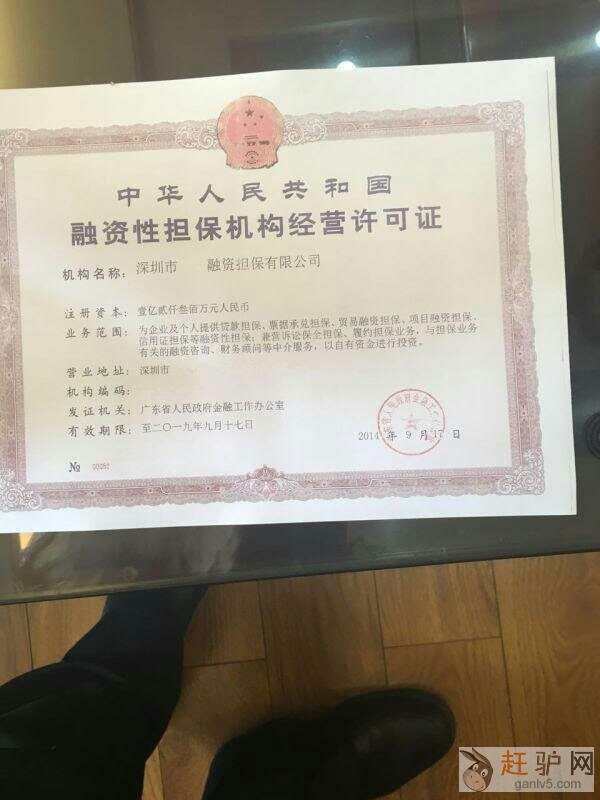 中华人民共和国
融资性担保机构经营许可证
机构名称：深圳市 融资担保有限公司
注册资本：壹亿贰仟叁佰万元人民币
业务范围：为企业及个人提供贷款担保、票据承兑担保、贸易融资担保、项目融资担保、
信用证担保等融资性担保；兼营诉讼保全担保、履约担保业务，与担保业务
有关的融资咨询、财务顾问等中介服务，以自有资金进行投资。
营业地址：深圳市
机构编码：
发证机关：广东省人民政府金融工作办公室
有效期限：至二〇一九年九月十七日
2014 年 9 月 17 日
№
赶驴网
ganlv5.com